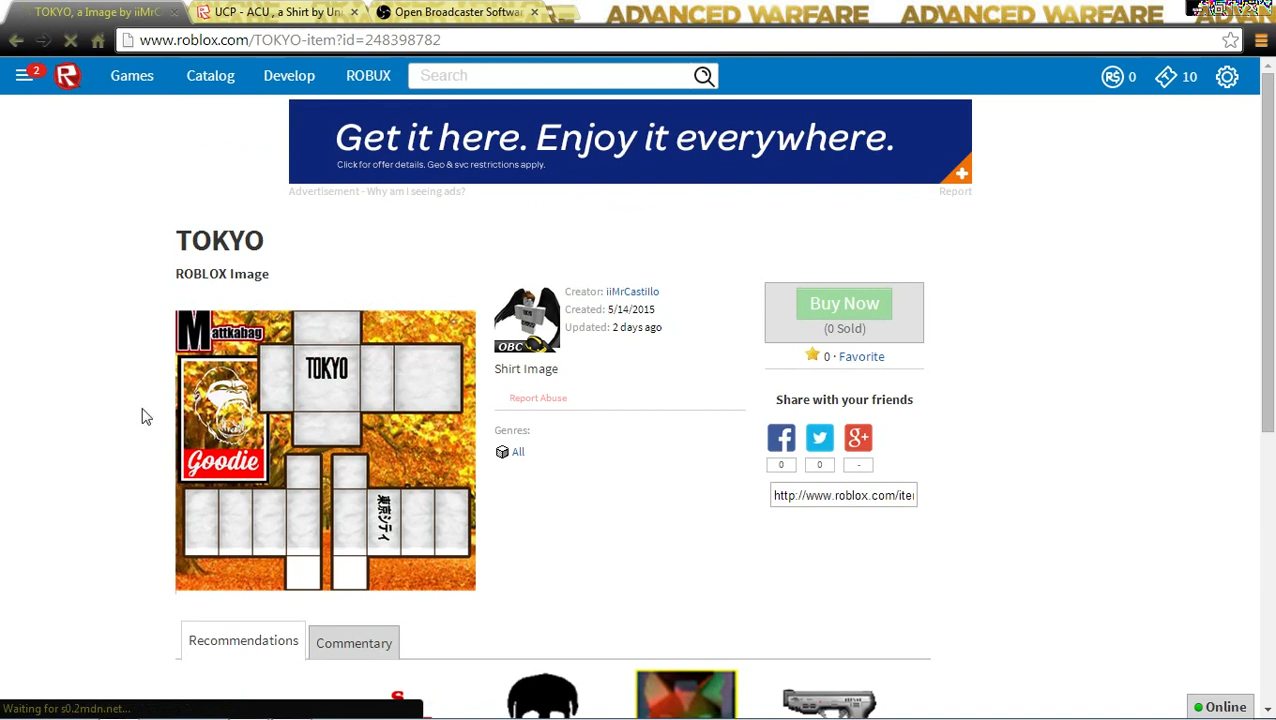 TOKYO, a Image by iiMrC
UCP - ACU , a Shirt by Un
Open Broadcaster Softwa
ADVANCED WARFARE
ADVANCED WARFARE
www.roblox.com/TOKYO-item?id=248398782
2
Games
Catalog
Develop
ROBUX
Search
R$ 0
10
Get it here. Enjoy it everywhere.
Click for offer details. Geo & svc restrictions apply.
Advertisement - Why am I seeing ads?
Report
TOKYO
ROBLOX Image
Mattkabag
TOKYO
Goodie
東京シティ
OBC
Creator: iiMrCastillo
Created: 5/14/2015
Updated: 2 days ago
Shirt Image
Report Abuse
Genres:
All
Buy Now
(0 Sold)
0 · Favorite
Share with your friends
0
0
-
http://www.roblox.com/iter
Recommendations
Commentary
S
Waiting for s0.2mdn.net...
Online